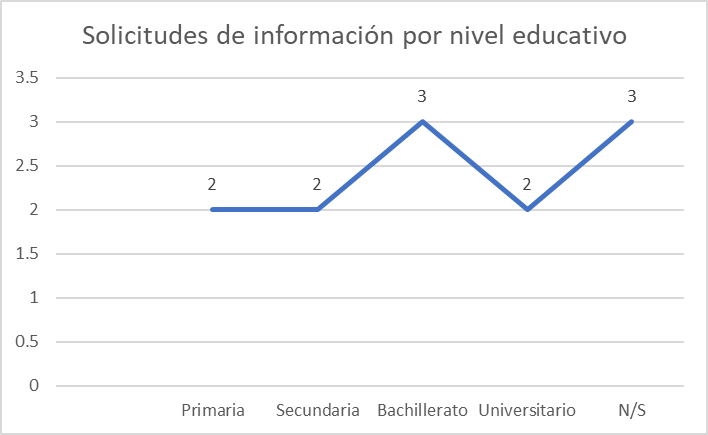 Solicitudes de información por nivel educativo
3.5
3
2.5
2
1.5
1
0.5
0
2
2
3
2
3
Primaria
Secundaria
Bachillerato
Universitario
N/S